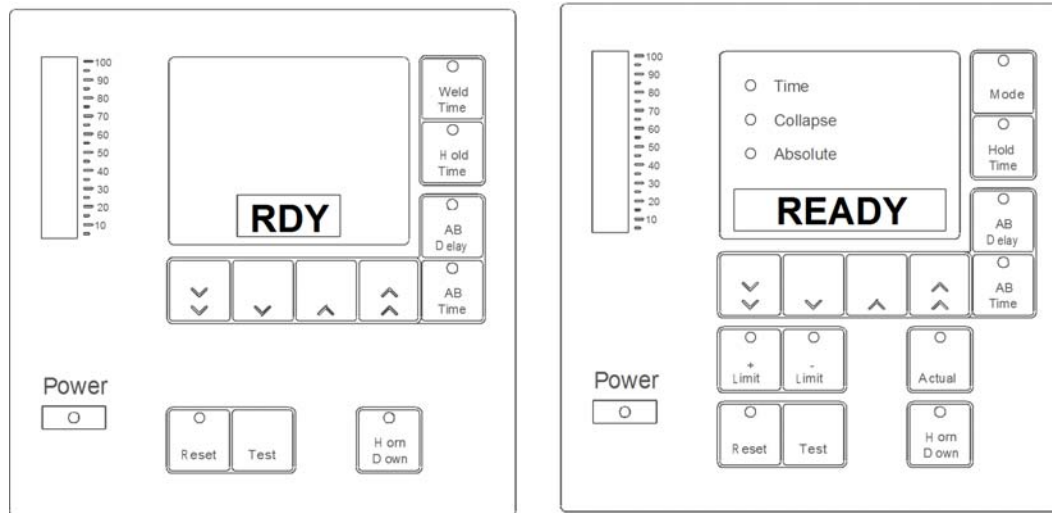 100
90
80
70
60
50
40
30
20
10
RDY
Weld
Time
Hold
Time
AB
Delay
AB
Time
Power
Reset
Test
Horn
Down
100
90
80
70
60
50
40
30
20
10
Time
Collapse
Absolute
READY
Mode
Hold
Time
AB
Delay
AB
Time
+
Limit
-
Limit
Actual
Power
Reset
Test
Horn
Down